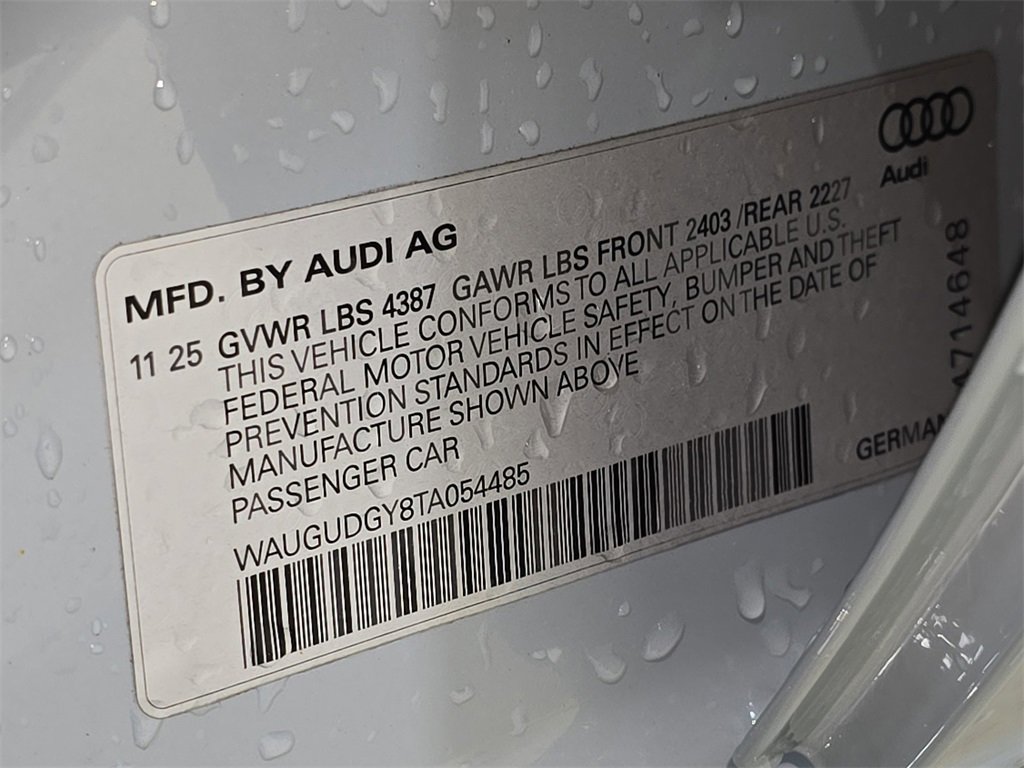 Audi
MFD. BY AUDI AG
11 25 GVWR LBS 4387 GAWR LBS FRONT 2403 /REAR 2227
THIS VEHICLE CONFORMS TO ALL APPLICABLE U.S.
FEDERAL MOTOR VEHICLE SAFETY, BUMPER AND THEFT
PREVENTION STANDARDS IN EFFECT ON THE DATE OF
MANUFACTURE SHOWN ABOVE
PASSENGER CAR
WAUGUDGY8TA054485